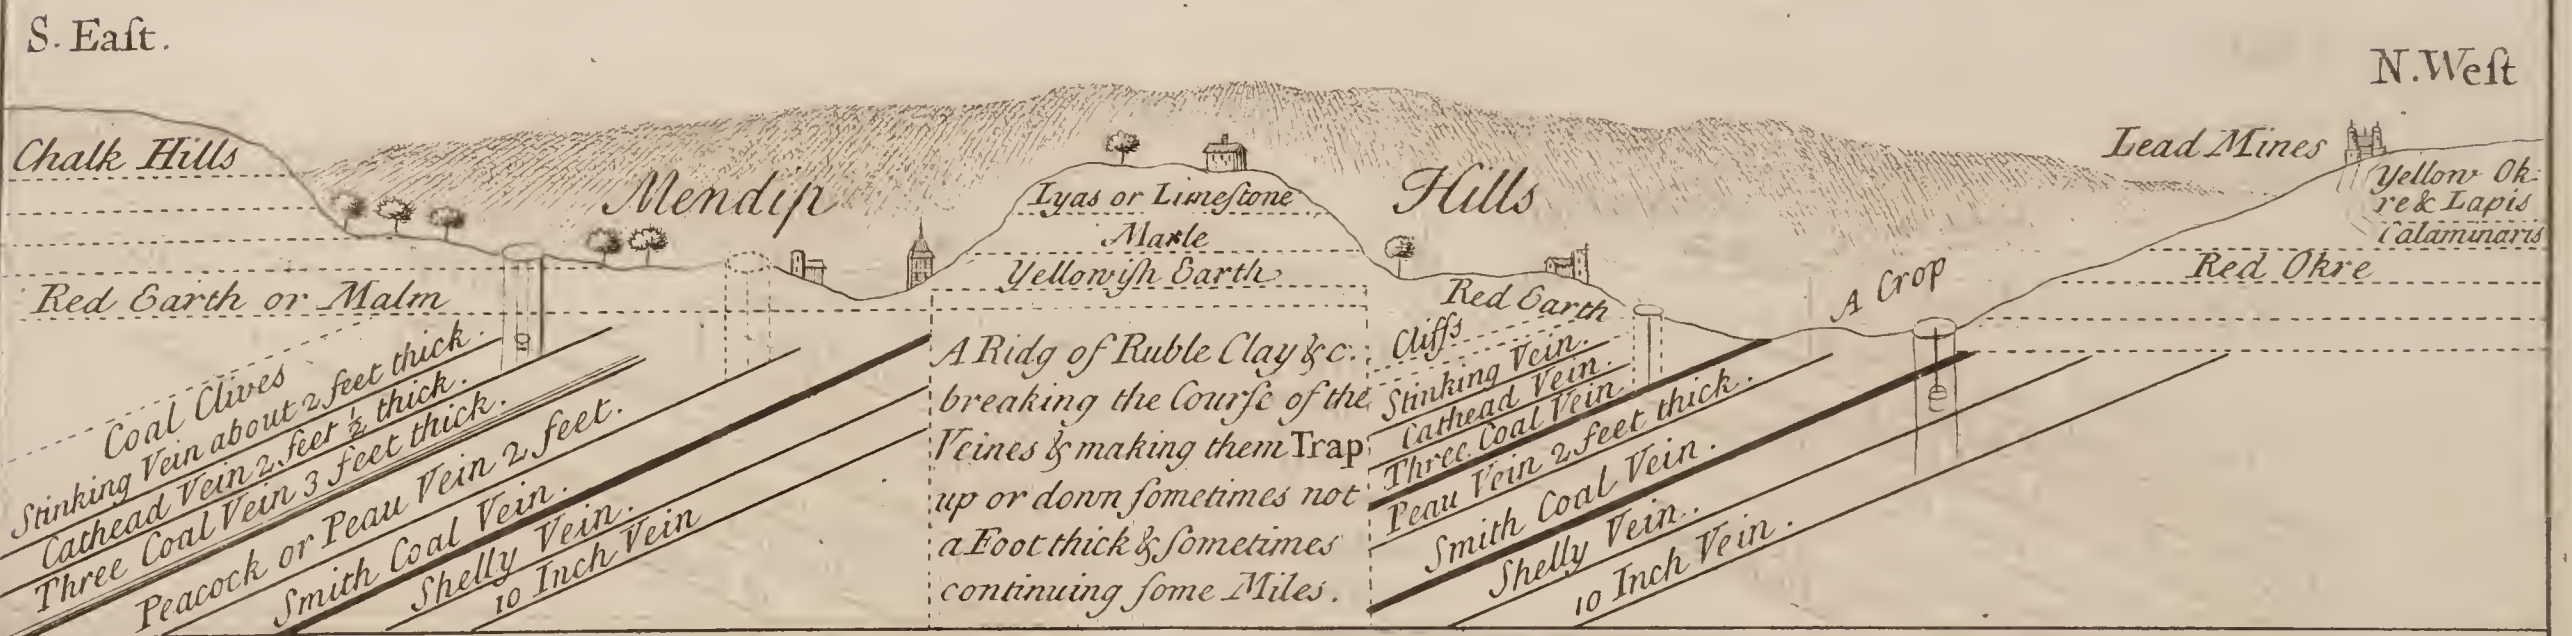 S. Eaſt.
N. Weſt
Chalk Hills
Mendip Hills
Lyas or Limeſtone
Marle
Yellowiſh Earth
Lead Mines
Yellow Ok:
re & Lapis
Calaminaris
Red Okre
Red Earth or Malm
Coal Clives
Stinking Vein about 2 feet thick.
Cathead Vein 2 feet ½ thick.
Three Coal Vein 3 feet thick.
Peacock or Peau Vein 2 feet.
Smith Coal Vein.
Shelly Vein.
10 Inch Vein
A Ridg of Ruble Clay &c.
breaking the Courſe of the
Veines & making them Trap
up or down ſometimes not
a Foot thick & ſometimes
continuing ſome Miles.
Red Earth
Cliffs
Stinking Vein.
Cathead Vein.
Three Coal Vein
Peau Vein 2 feet thick.
Smith Coal Vein.
Shelly Vein.
10 Inch Vein.
A Crop